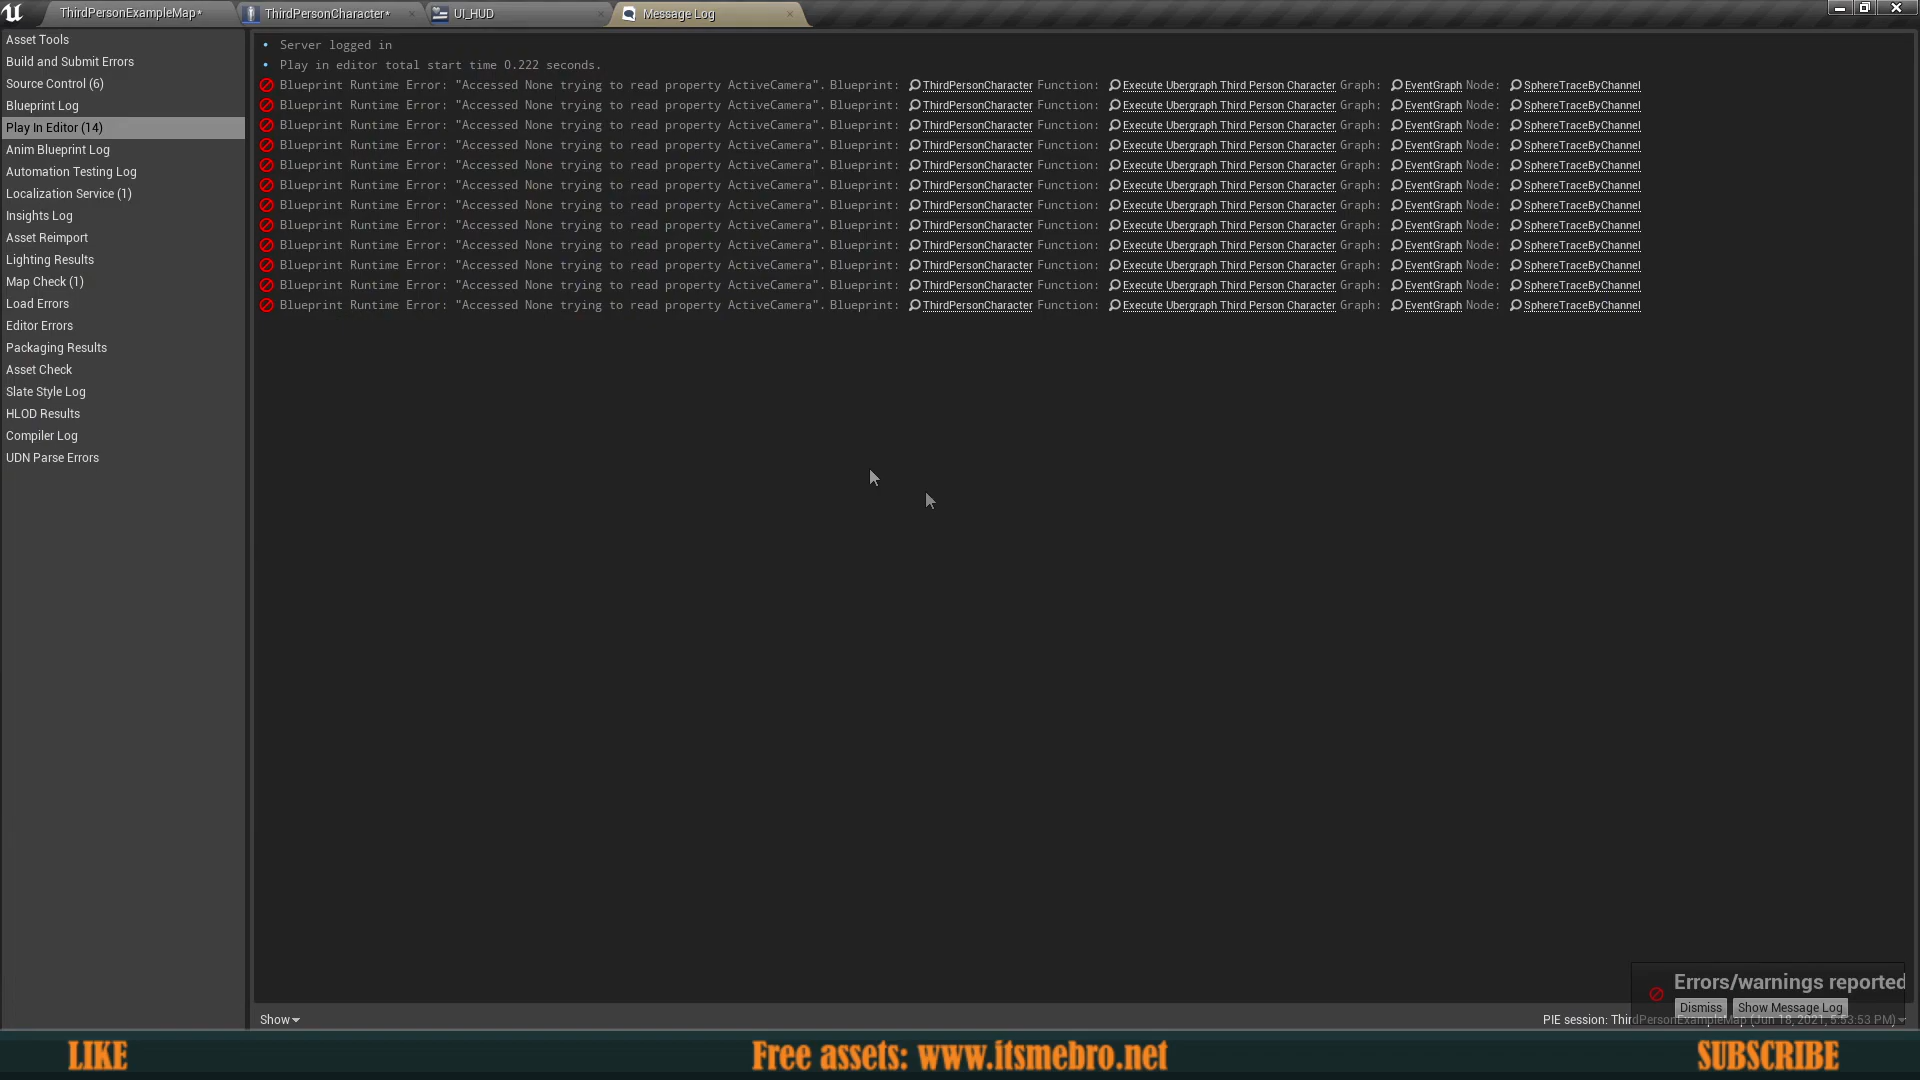 ThirdPersonExampleMap* ThirdPersonCharacter* UI_HUD Message Log
Asset Tools
Build and Submit Errors
Source Control (6)
Blueprint Log
Play In Editor (14)
Anim Blueprint Log
Automation Testing Log
Localization Service (1)
Insights Log
Asset Reimport
Lighting Results
Map Check (1)
Load Errors
Editor Errors
Packaging Results
Asset Check
Slate Style Log
HLOD Results
Compiler Log
UDN Parse Errors
• Server logged in
• Play in editor total start time 0.222 seconds.
Blueprint Runtime Error: "Accessed None trying to read property ActiveCamera". Blueprint: ThirdPersonCharacter Function: Execute Ubergraph Third Person Character Graph: EventGraph Node: SphereTraceByChannel
Blueprint Runtime Error: "Accessed None trying to read property ActiveCamera". Blueprint: ThirdPersonCharacter Function: Execute Ubergraph Third Person Character Graph: EventGraph Node: SphereTraceByChannel
Blueprint Runtime Error: "Accessed None trying to read property ActiveCamera". Blueprint: ThirdPersonCharacter Function: Execute Ubergraph Third Person Character Graph: EventGraph Node: SphereTraceByChannel
Blueprint Runtime Error: "Accessed None trying to read property ActiveCamera". Blueprint: ThirdPersonCharacter Function: Execute Ubergraph Third Person Character Graph: EventGraph Node: SphereTraceByChannel
Blueprint Runtime Error: "Accessed None trying to read property ActiveCamera". Blueprint: ThirdPersonCharacter Function: Execute Ubergraph Third Person Character Graph: EventGraph Node: SphereTraceByChannel
Blueprint Runtime Error: "Accessed None trying to read property ActiveCamera". Blueprint: ThirdPersonCharacter Function: Execute Ubergraph Third Person Character Graph: EventGraph Node: SphereTraceByChannel
Blueprint Runtime Error: "Accessed None trying to read property ActiveCamera". Blueprint: ThirdPersonCharacter Function: Execute Ubergraph Third Person Character Graph: EventGraph Node: SphereTraceByChannel
Blueprint Runtime Error: "Accessed None trying to read property ActiveCamera". Blueprint: ThirdPersonCharacter Function: Execute Ubergraph Third Person Character Graph: EventGraph Node: SphereTraceByChannel
Blueprint Runtime Error: "Accessed None trying to read property ActiveCamera". Blueprint: ThirdPersonCharacter Function: Execute Ubergraph Third Person Character Graph: EventGraph Node: SphereTraceByChannel
Blueprint Runtime Error: "Accessed None trying to read property ActiveCamera". Blueprint: ThirdPersonCharacter Function: Execute Ubergraph Third Person Character Graph: EventGraph Node: SphereTraceByChannel
Blueprint Runtime Error: "Accessed None trying to read property ActiveCamera". Blueprint: ThirdPersonCharacter Function: Execute Ubergraph Third Person Character Graph: EventGraph Node: SphereTraceByChannel
Blueprint Runtime Error: "Accessed None trying to read property ActiveCamera". Blueprint: ThirdPersonCharacter Function: Execute Ubergraph Third Person Character Graph: EventGraph Node: SphereTraceByChannel
Errors/warnings reported
Dismiss Show Message Log
Show PIE session: ThirdPersonExampleMap (Jun 18, 2021, 5:53:53 PM)
LIKE Free assets: www.itsmebro.net SUBSCRIBE